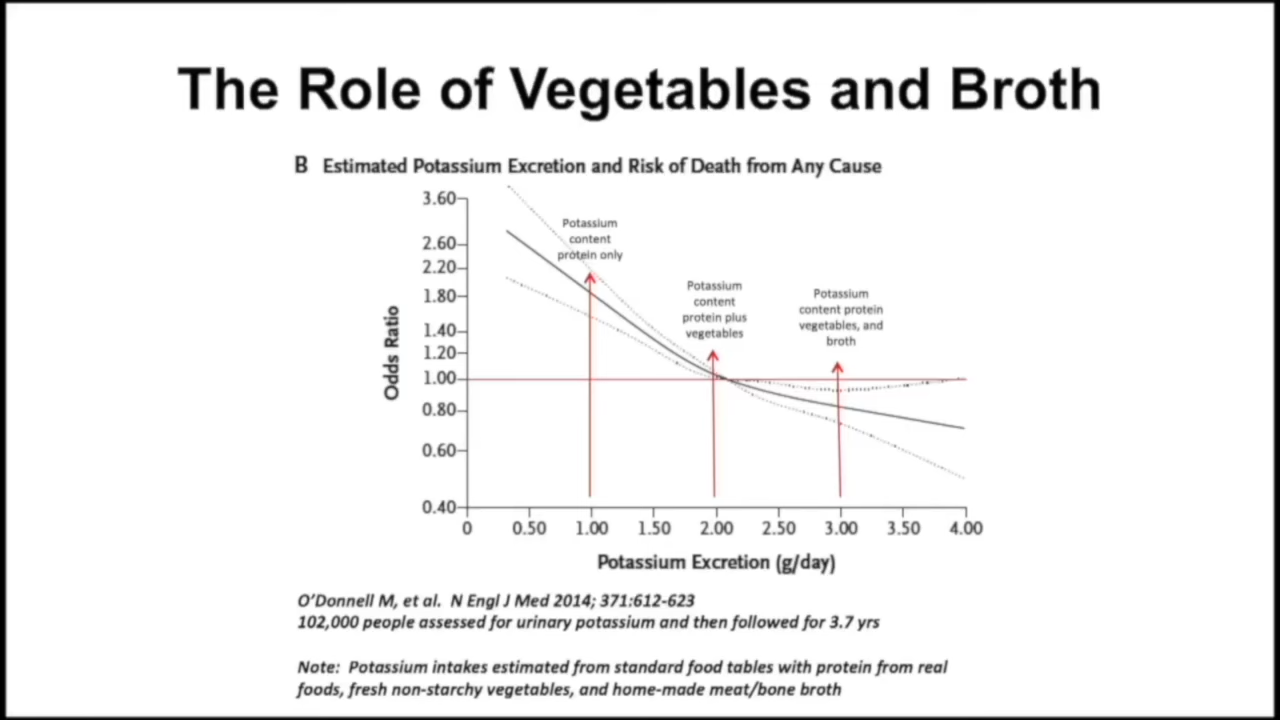 The Role of Vegetables and Broth
B Estimated Potassium Excretion and Risk of Death from Any Cause
3.60
2.60
2.20
1.80
1.40
1.20
1.00
0.80
0.60
0.40
Odds Ratio
Potassium
content
protein only
Potassium
content
protein plus
vegetables
Potassium
content protein
vegetables, and
broth
0 0.50 1.00 1.50 2.00 2.50 3.00 3.50 4.00
Potassium Excretion (g/day)
O'Donnell M, et al. N Engl J Med 2014; 371:612-623
102,000 people assessed for urinary potassium and then followed for 3.7 yrs
Note: Potassium intakes estimated from standard food tables with protein from real
foods, fresh non-starchy vegetables, and home-made meat/bone broth